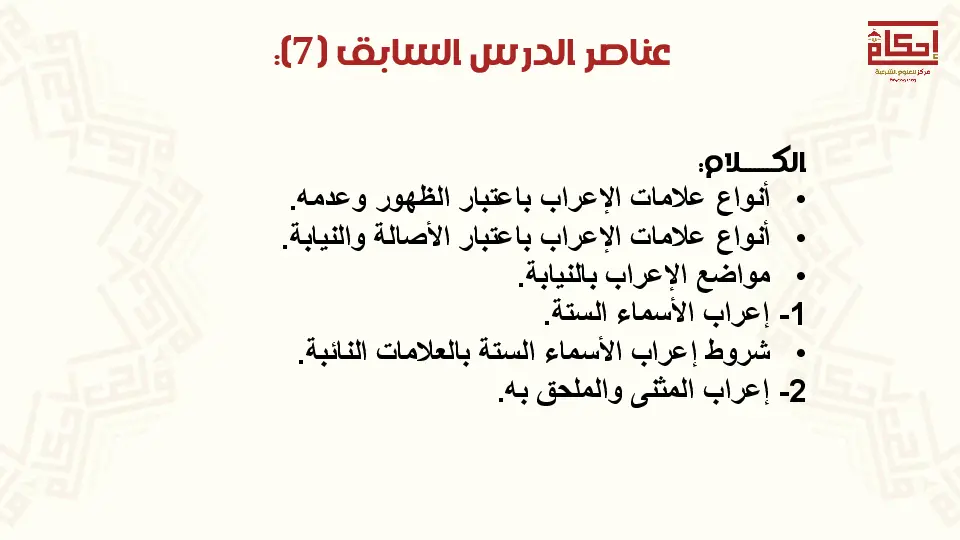 عناصر الدرس السابق (7):
إحكام
مركز للعلوم الشرعية
الكـــــلام:
• أنواع علامات الإعراب باعتبار الظهور وعدمه.
• أنواع علامات الإعراب باعتبار الأصالة والنيابة.
• مواضع الإعراب بالنيابة.
1- إعراب الأسماء الستة.
• شروط إعراب الأسماء الستة بالعلامات النائبة.
2- إعراب المثنى والملحق به.